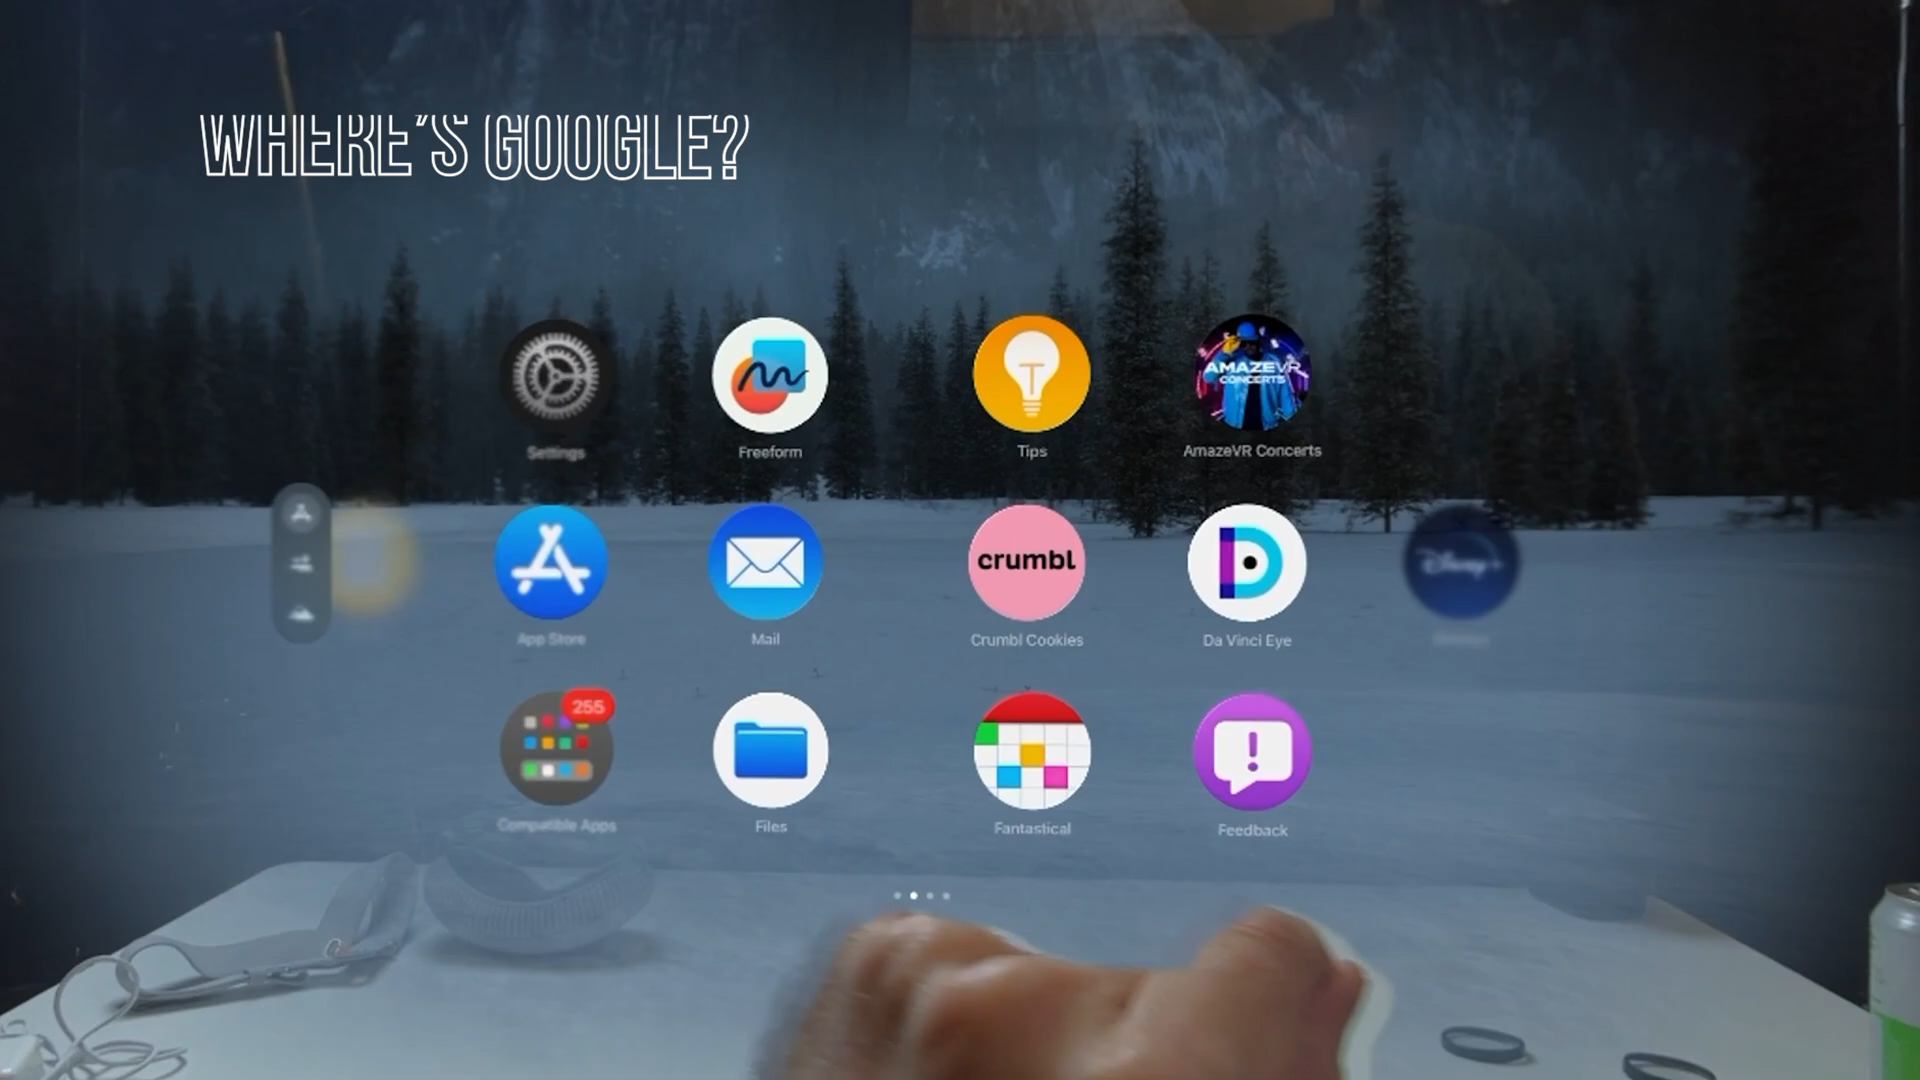 WHERE'S GOOGLE?
Settings
Freeform
Tips
AMAZEVR
CONCERTS
AmazeVR Concerts
crumbl
Disney+
App Store
Mail
Crumbl Cookies
Da Vinci Eye
255
Compatible Apps
Files
Fantastical
Feedback